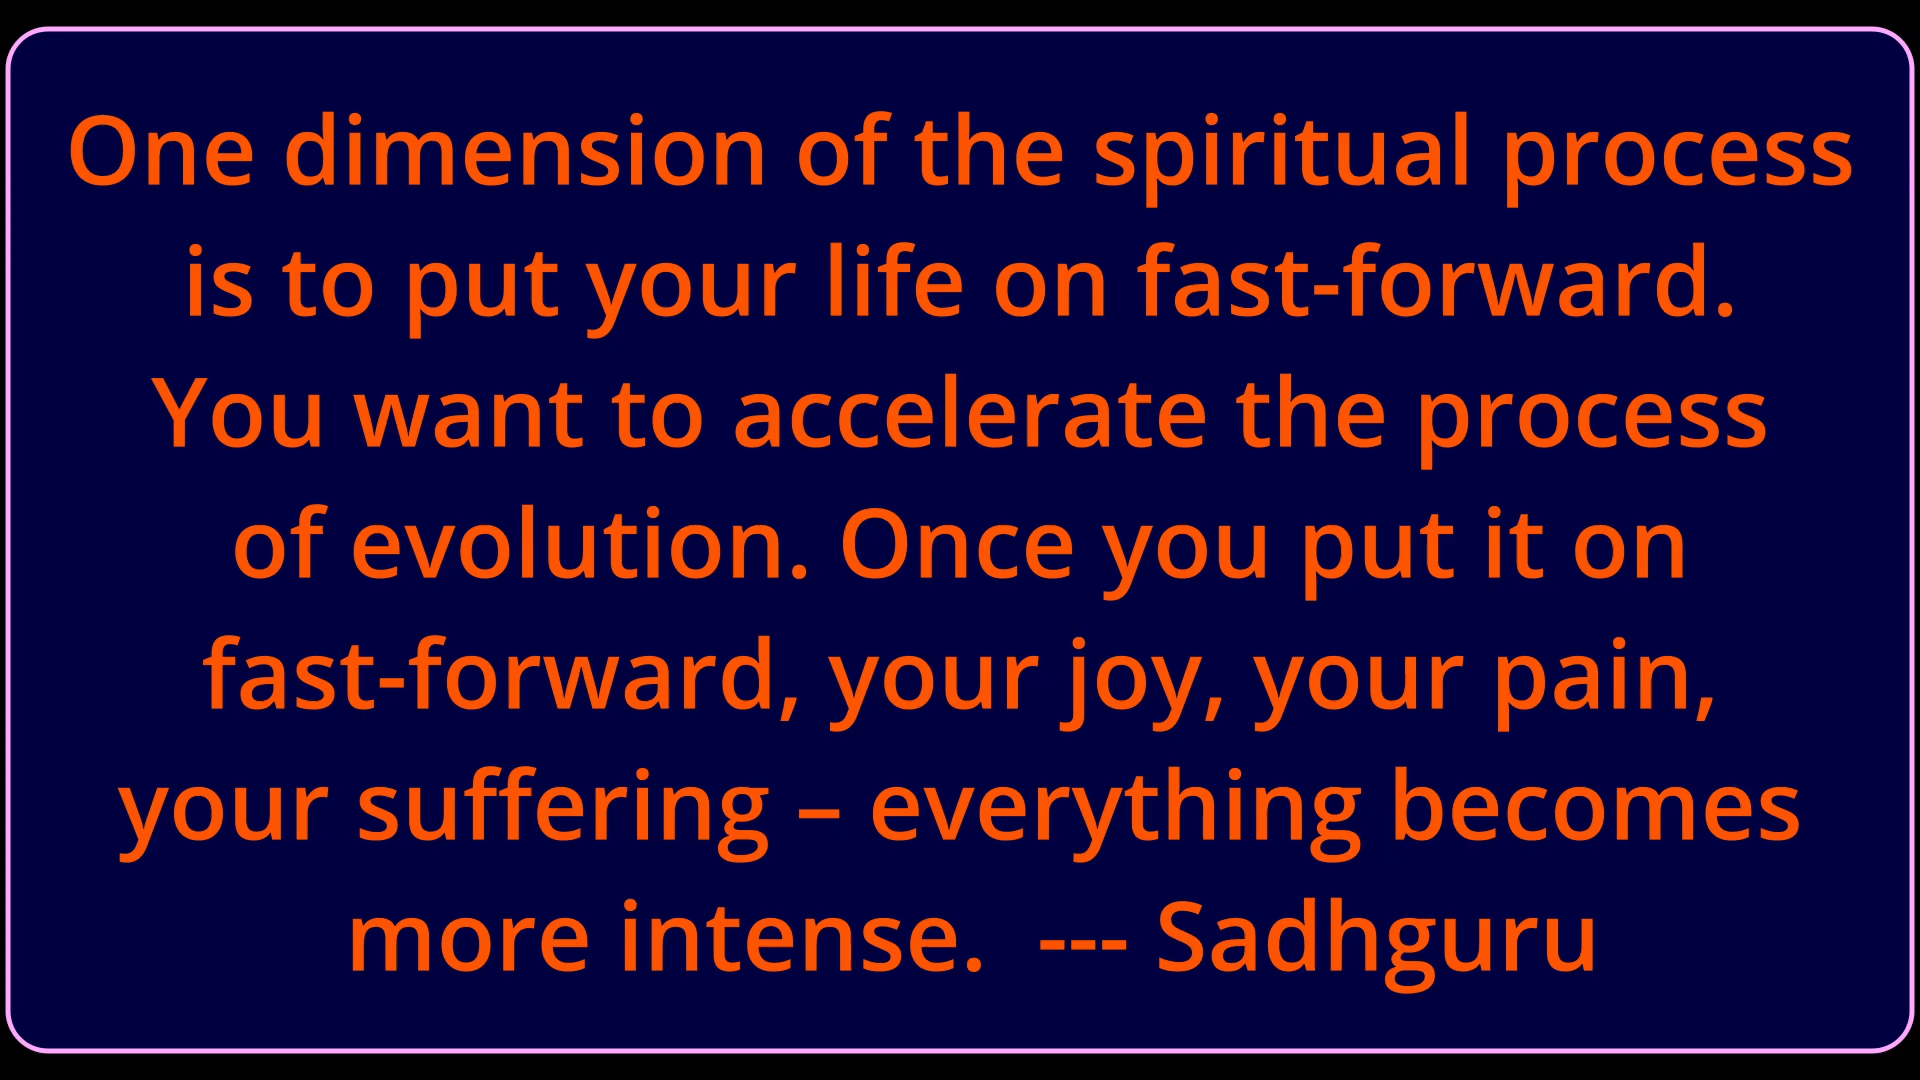 One dimension of the spiritual process
is to put your life on fast-forward.
You want to accelerate the process
of evolution. Once you put it on
fast-forward, your joy, your pain,
your suffering – everything becomes
more intense.  --- Sadhguru